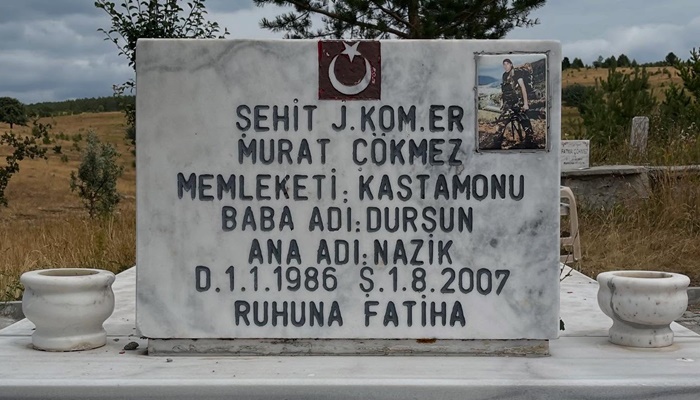 ŞEHİT J.KOM.ER
MURAT ÇÖKMEZ
MEMLEKETİ: KASTAMONU
BABA ADI: DURSUN
ANA ADI: NAZİK
D.1.1.1986 Ş.1.8.2007
RUHUNA FATİHA